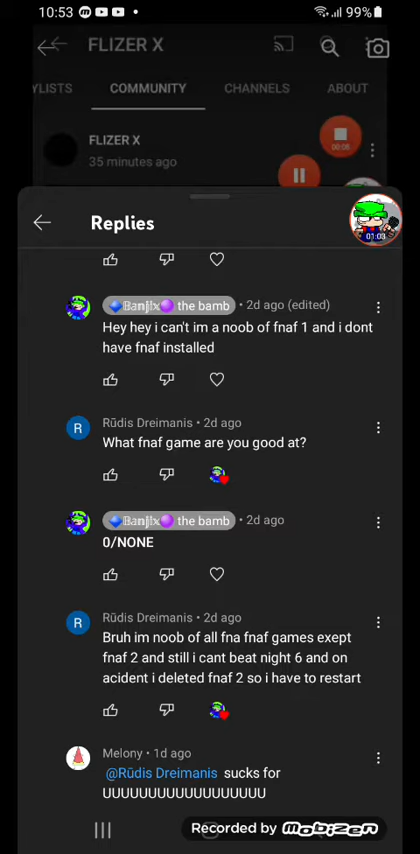 10:53
99%
FLIZER X
YLISTS
COMMUNITY
CHANNELS
ABOUT
FLIZER X
35 minutes ago
Replies
01:03
the bamb • 2d ago (edited)
Hey hey i can't im a noob of fnaf 1 and i dont
have fnaf installed
R
Rūdis Dreimanis • 2d ago
What fnaf game are you good at?
the bamb • 2d ago
0/NONE
R
Rūdis Dreimanis • 2d ago
Bruh im noob of all fna fnaf games exept
fnaf 2 and still i cant beat night 6 and on
acident i deleted fnaf 2 so i have to restart
Melony • 1d ago
@Rūdis Dreimanis sucks for
UUUUUUUUUUUUUUUUUU
Recorded by Mobizen